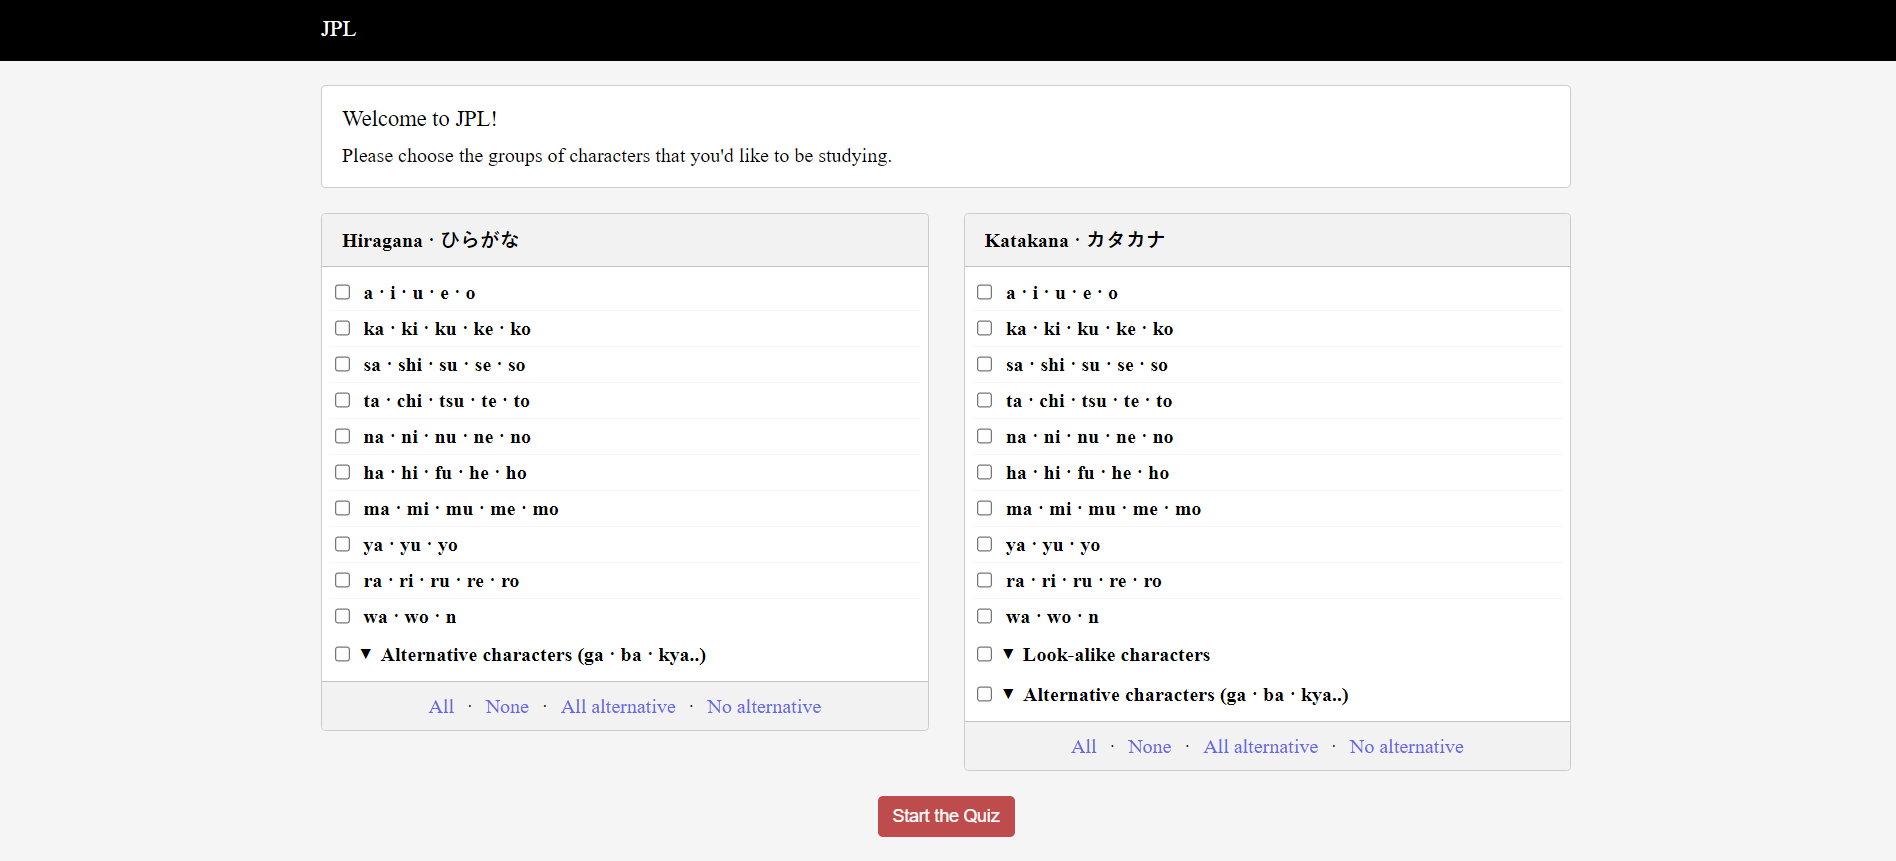 JPL
Welcome to JPL!
Please choose the groups of characters that you'd like to be studying.
Hiragana · ひらがな
a · i · u · e · o
ka · ki · ku · ke · ko
sa · shi · su · se · so
ta · chi · tsu · te · to
na · ni · nu · ne · no
ha · hi · fu · he · ho
ma · mi · mu · me · mo
ya · yu · yo
ra · ri · ru · re · ro
wa · wo · n
▼ Alternative characters (ga · ba · kya..)
All · None · All alternative · No alternative
Katakana · カタカナ
a · i · u · e · o
ka · ki · ku · ke · ko
sa · shi · su · se · so
ta · chi · tsu · te · to
na · ni · nu · ne · no
ha · hi · fu · he · ho
ma · mi · mu · me · mo
ya · yu · yo
ra · ri · ru · re · ro
wa · wo · n
▼ Look-alike characters
▼ Alternative characters (ga · ba · kya..)
All · None · All alternative · No alternative
Start the Quiz